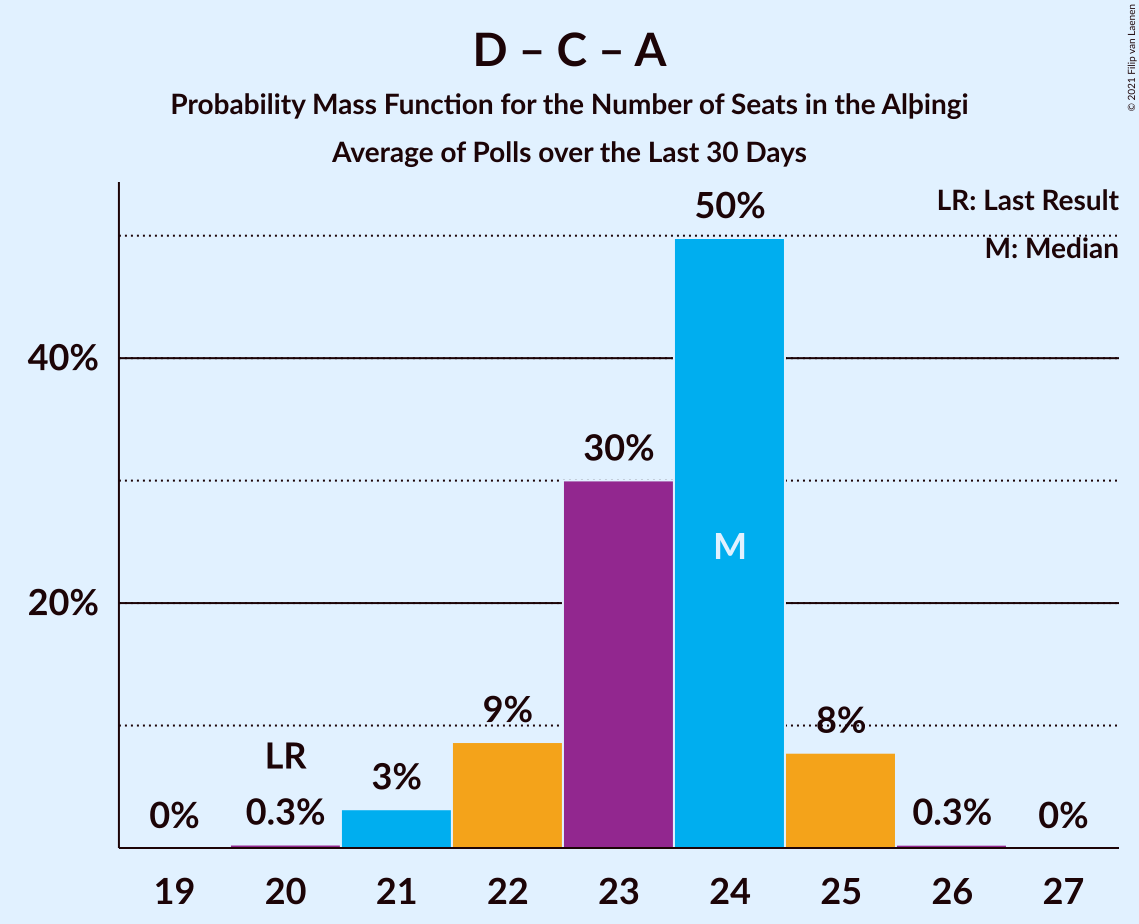 D – C – A
Probability Mass Function for the Number of Seats in the Alþingi
Average of Polls over the Last 30 Days
© 2021 Filip van Laenen
LR: Last Result
M: Median
50%
40%
30%
M
20%
9%
8%
LR
3%
0%
0.3%
0.3%
0%
19 20 21 22 23 24 25 26 27